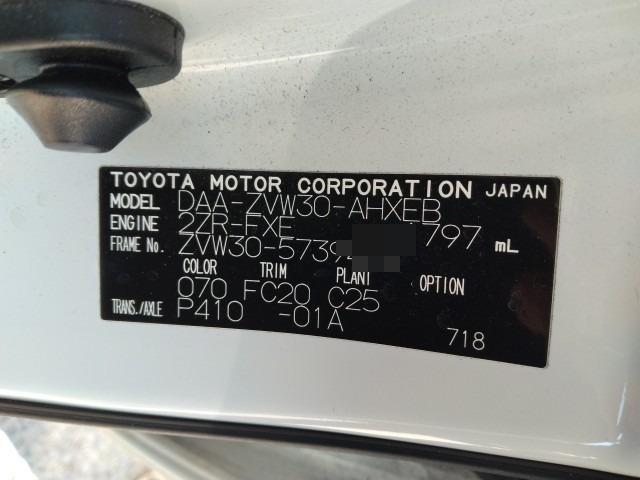 TOYOTA MOTOR CORPORATION JAPAN
MODEL DAA-ZVW30-AHXEB
ENGINE 2ZR-FXE 797 mL
FRAME No. ZVW30-5739
COLOR TRIM PLANT OPTION
070 FC20 C25
TRANS./AXLE P410 -01A
718